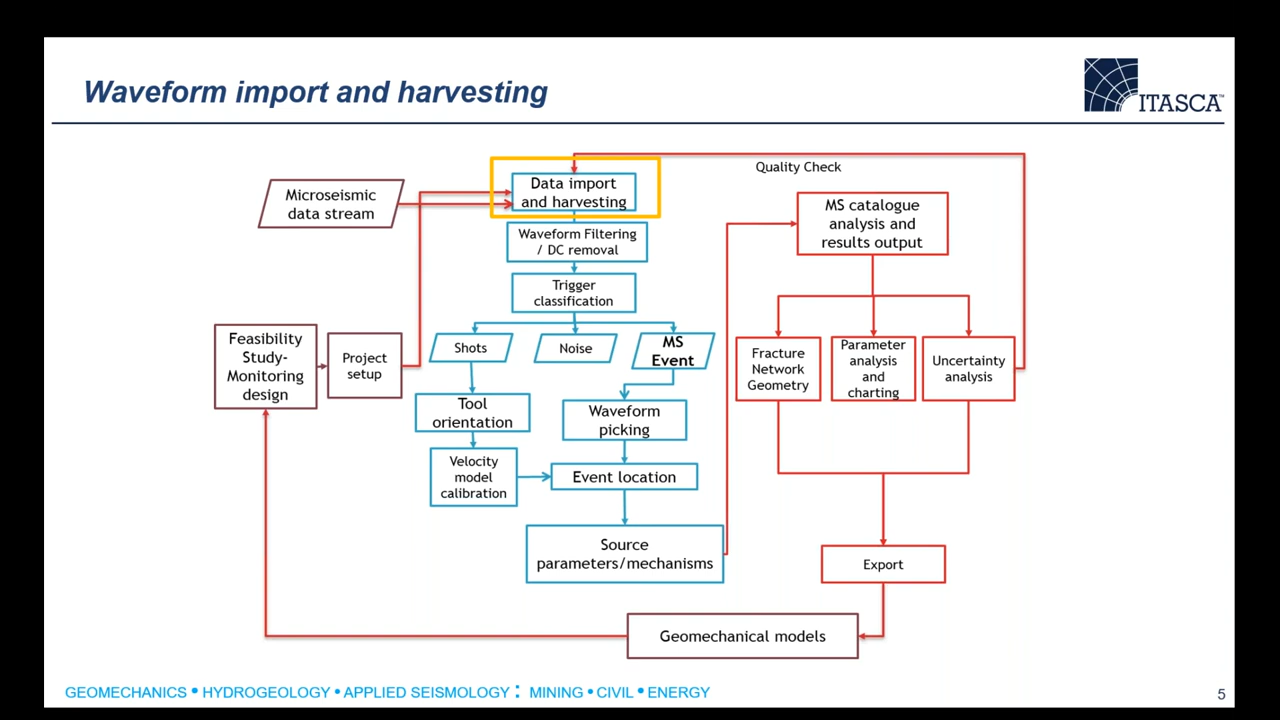 Waveform import and harvesting
ITASCA™
Quality Check
Microseismic
data stream
Data import
and harvesting
MS catalogue
analysis and
results output
Waveform Filtering
/ DC removal
Trigger
classification
Shots
Noise
MS
Event
Feasibility
Study-
Monitoring
design
Project
setup
Fracture
Network
Geometry
Parameter
analysis
and
charting
Uncertainty
analysis
Tool
orientation
Waveform
picking
Velocity
model
calibration
Event location
Source
parameters/mechanisms
Export
Geomechanical models
GEOMECHANICS • HYDROGEOLOGY • APPLIED SEISMOLOGY : MINING • CIVIL • ENERGY
5